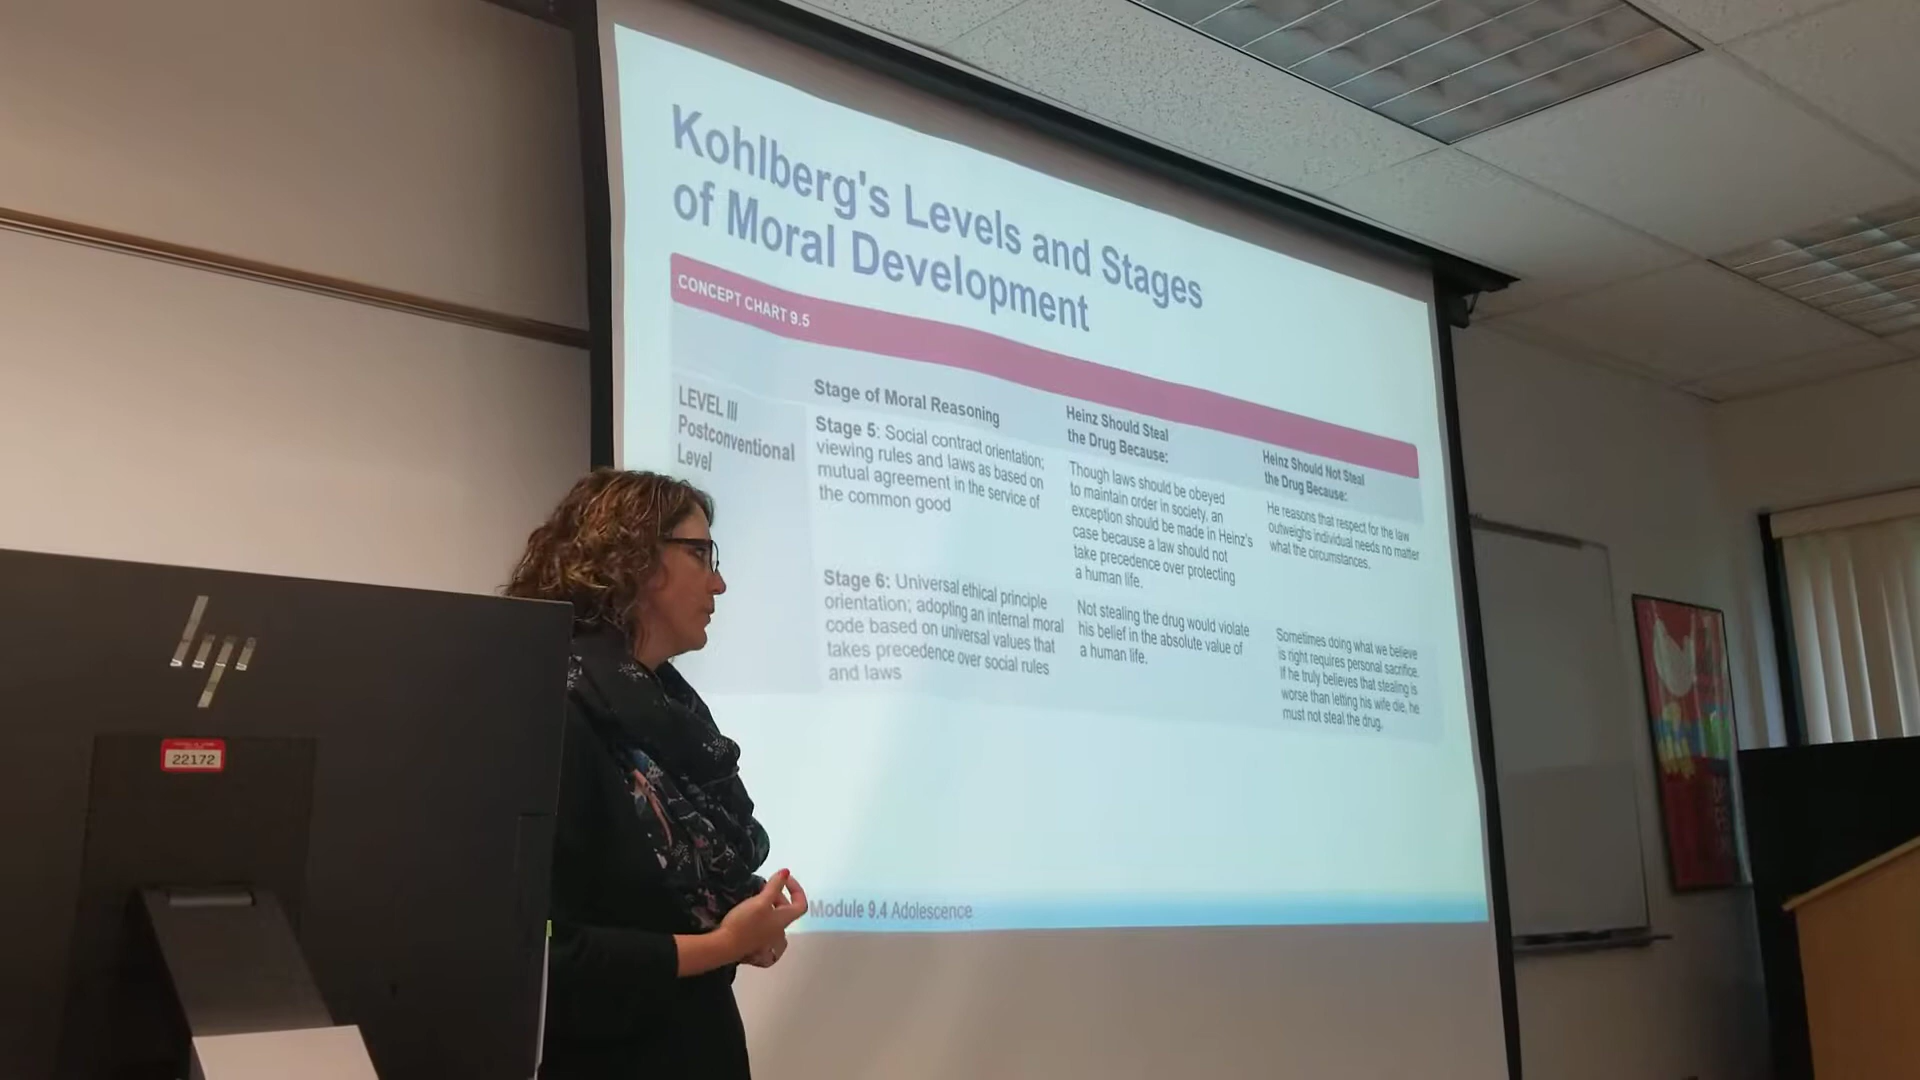 Kohlberg's Levels and Stages
of Moral Development
CONCEPT CHART 9.5
Stage of Moral Reasoning
Heinz Should Steal
the Drug Because:
Heinz Should Not Steal
the Drug Because:
LEVEL III
Postconventional
Level
Stage 5: Social contract orientation;
viewing rules and laws as based on
mutual agreement in the service of
the common good
Though laws should be obeyed
to maintain order in society, an
exception should be made in Heinz's
case because a law should not
take precedence over protecting
a human life.
He reasons that respect for the law
outweighs individual needs no matter
what the circumstances.
Stage 6: Universal ethical principle
orientation; adopting an internal moral
code based on universal values that
takes precedence over social rules
and laws
Not stealing the drug would violate
his belief in the absolute value of
a human life.
Sometimes doing what we believe
is right requires personal sacrifice.
If he truly believes that stealing is
worse than letting his wife die, he
must not steal the drug.
Module 9.4 Adolescence
hp
22172